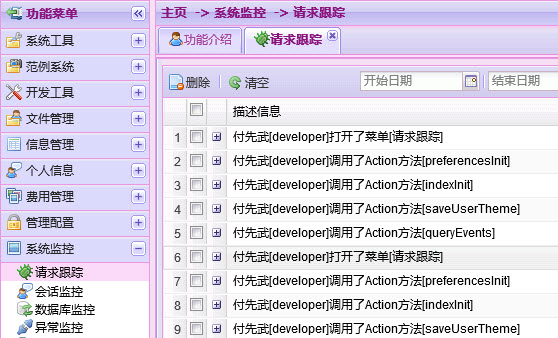 功能菜单
系统工具
范例系统
开发工具
文件管理
信息管理
个人信息
费用管理
管理配置
系统监控
请求跟踪
会话监控
数据库监控
异常监控
主页 -> 系统监控 -> 请求跟踪
功能介绍 请求跟踪
删除 清空 开始日期 结束日期
描述信息
1 付先武[developer]打开了菜单[请求跟踪]
2 付先武[developer]调用了Action方法[preferencesInit]
3 付先武[developer]调用了Action方法[indexInit]
4 付先武[developer]调用了Action方法[saveUserTheme]
5 付先武[developer]调用了Action方法[queryEvents]
6 付先武[developer]打开了菜单[请求跟踪]
7 付先武[developer]调用了Action方法[preferencesInit]
8 付先武[developer]调用了Action方法[indexInit]
9 付先武[developer]调用了Action方法[saveUserTheme]